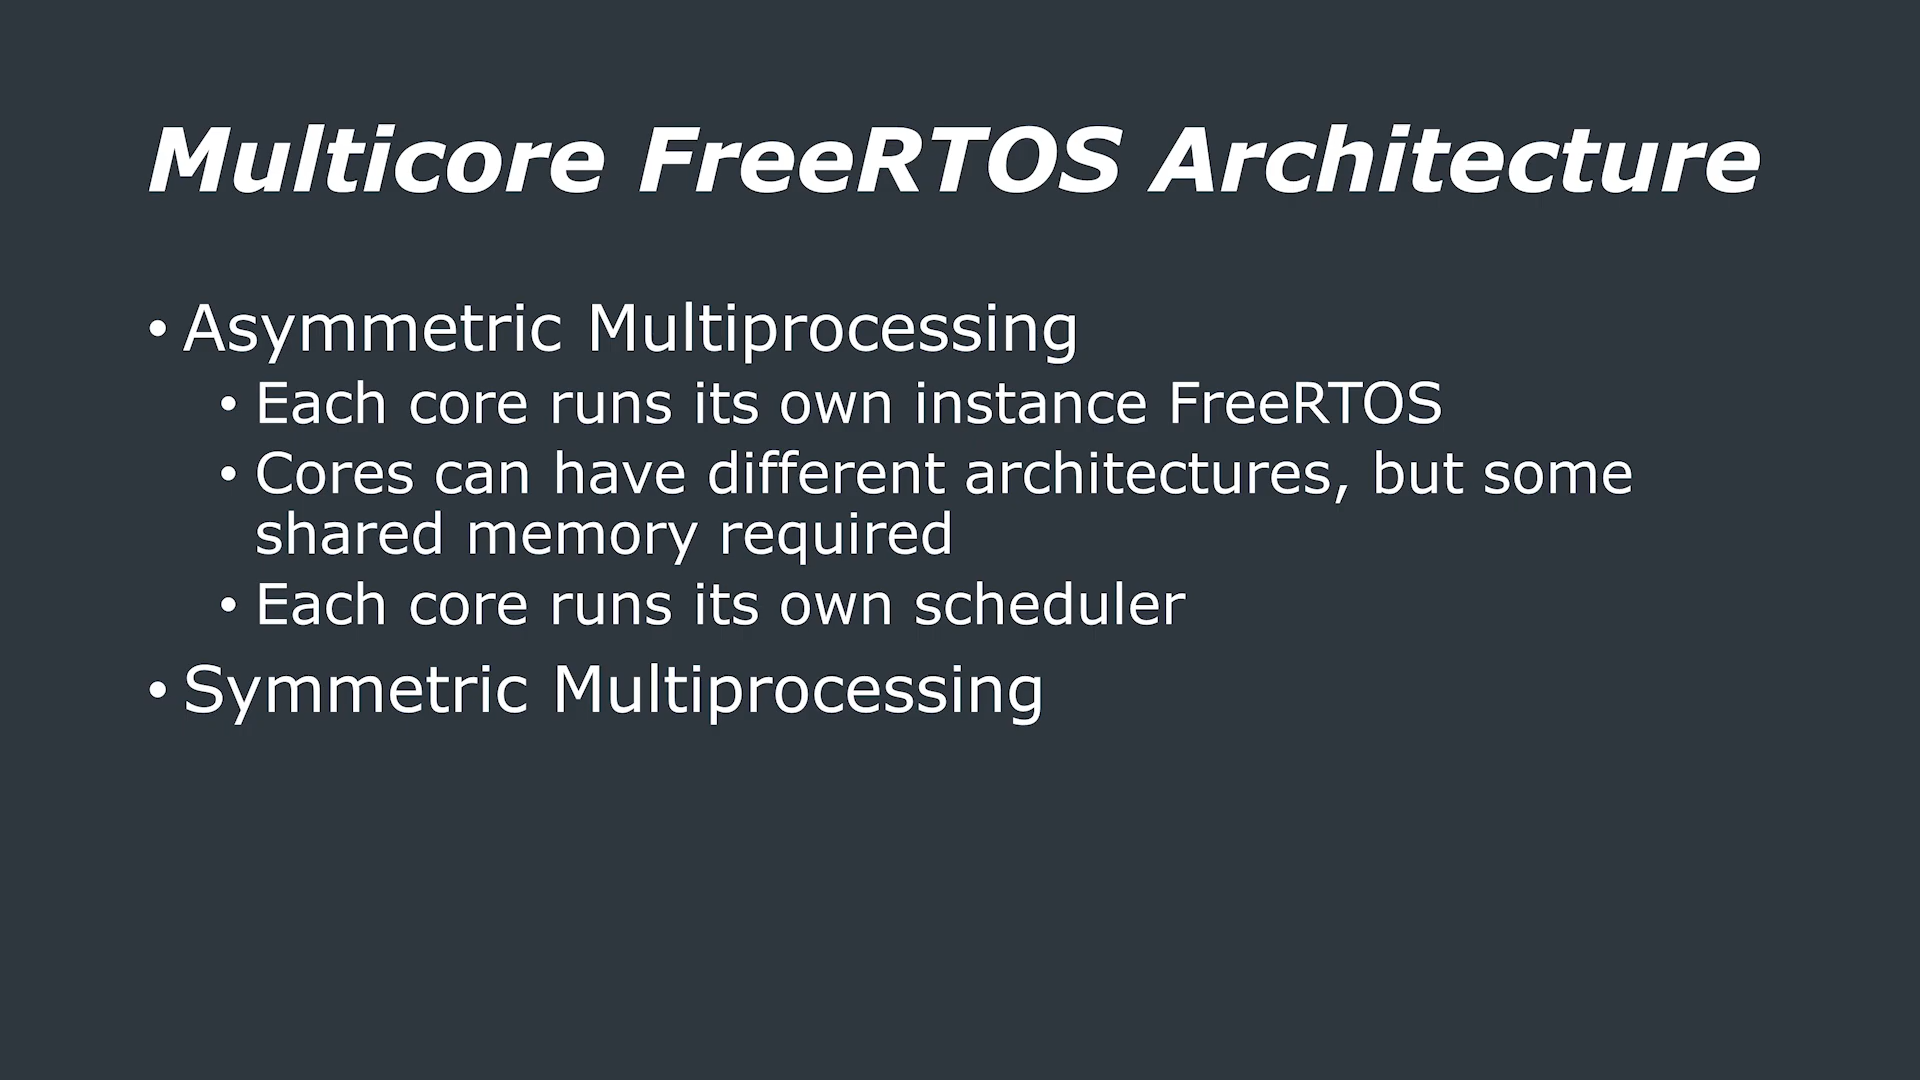 Multicore FreeRTOS Architecture
• Asymmetric Multiprocessing
• Each core runs its own instance FreeRTOS
• Cores can have different architectures, but some
shared memory required
• Each core runs its own scheduler
• Symmetric Multiprocessing